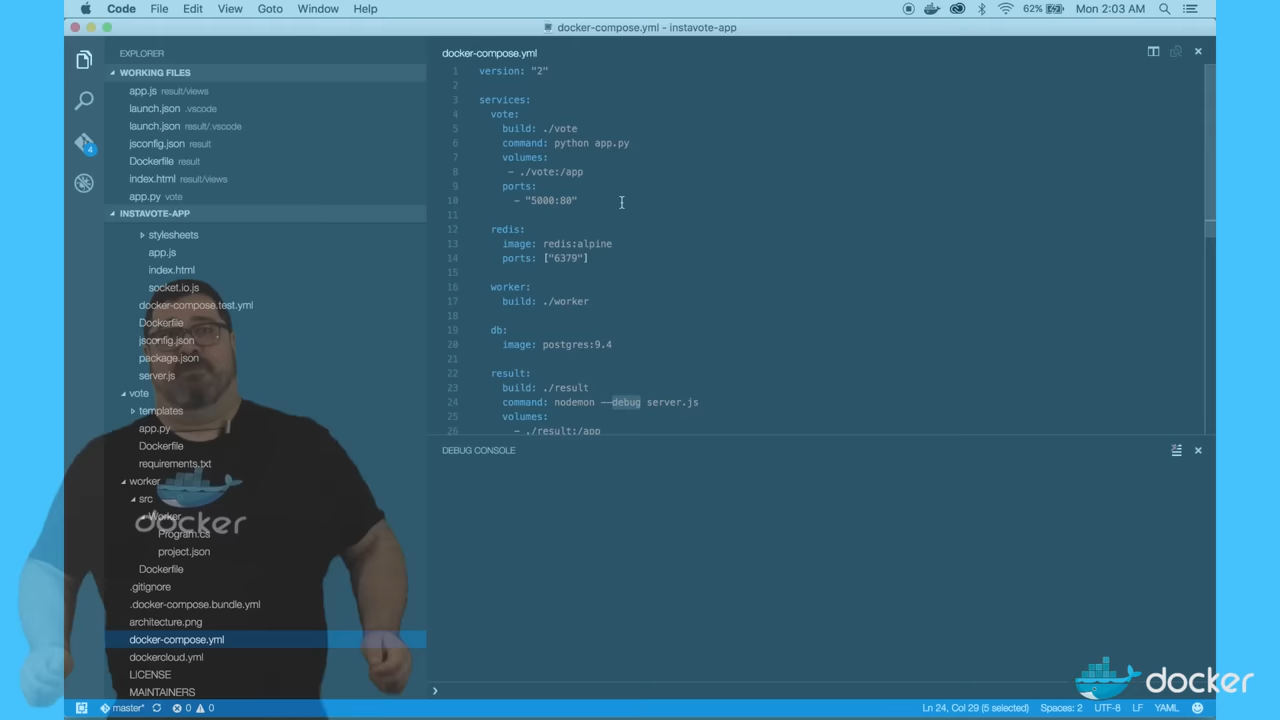 Code File Edit View Goto Window Help 62% Mon 2:03 AM
docker-compose.yml - instavote-app
EXPLORER
WORKING FILES
app.js result/views
launch.json .vscode
launch.json result/.vscode
jsconfig.json result
Dockerfile result
index.html result/views
app.py vote
INSTAVOTE-APP
stylesheets
app.js
index.html
socket.io.js
docker-compose.test.yml
Dockerfile
jsconfig.json
package.json
server.js
vote
templates
app.py
Dockerfile
requirements.txt
worker
src
Worker
Program.cs
project.json
Dockerfile
.gitignore
.docker-compose.bundle.yml
architecture.png
docker-compose.yml
dockercloud.yml
LICENSE
MAINTAINERS
4
docker
docker-compose.yml
1 version: "2"
2
3 services:
4 vote:
5 build: ./vote
6 command: python app.py
7 volumes:
8 - ./vote:/app
9 ports:
10 - "5000:80"
11
12 redis:
13 image: redis:alpine
14 ports: ["6379"]
15
16 worker:
17 build: ./worker
18
19 db:
20 image: postgres:9.4
21
22 result:
23 build: ./result
24 command: nodemon --debug server.js
25 volumes:
26 - ./result:/app
DEBUG CONSOLE
docker
master* 0 0 Ln 24, Col 29 (5 selected) Spaces: 2 UTF-8 LF YAML